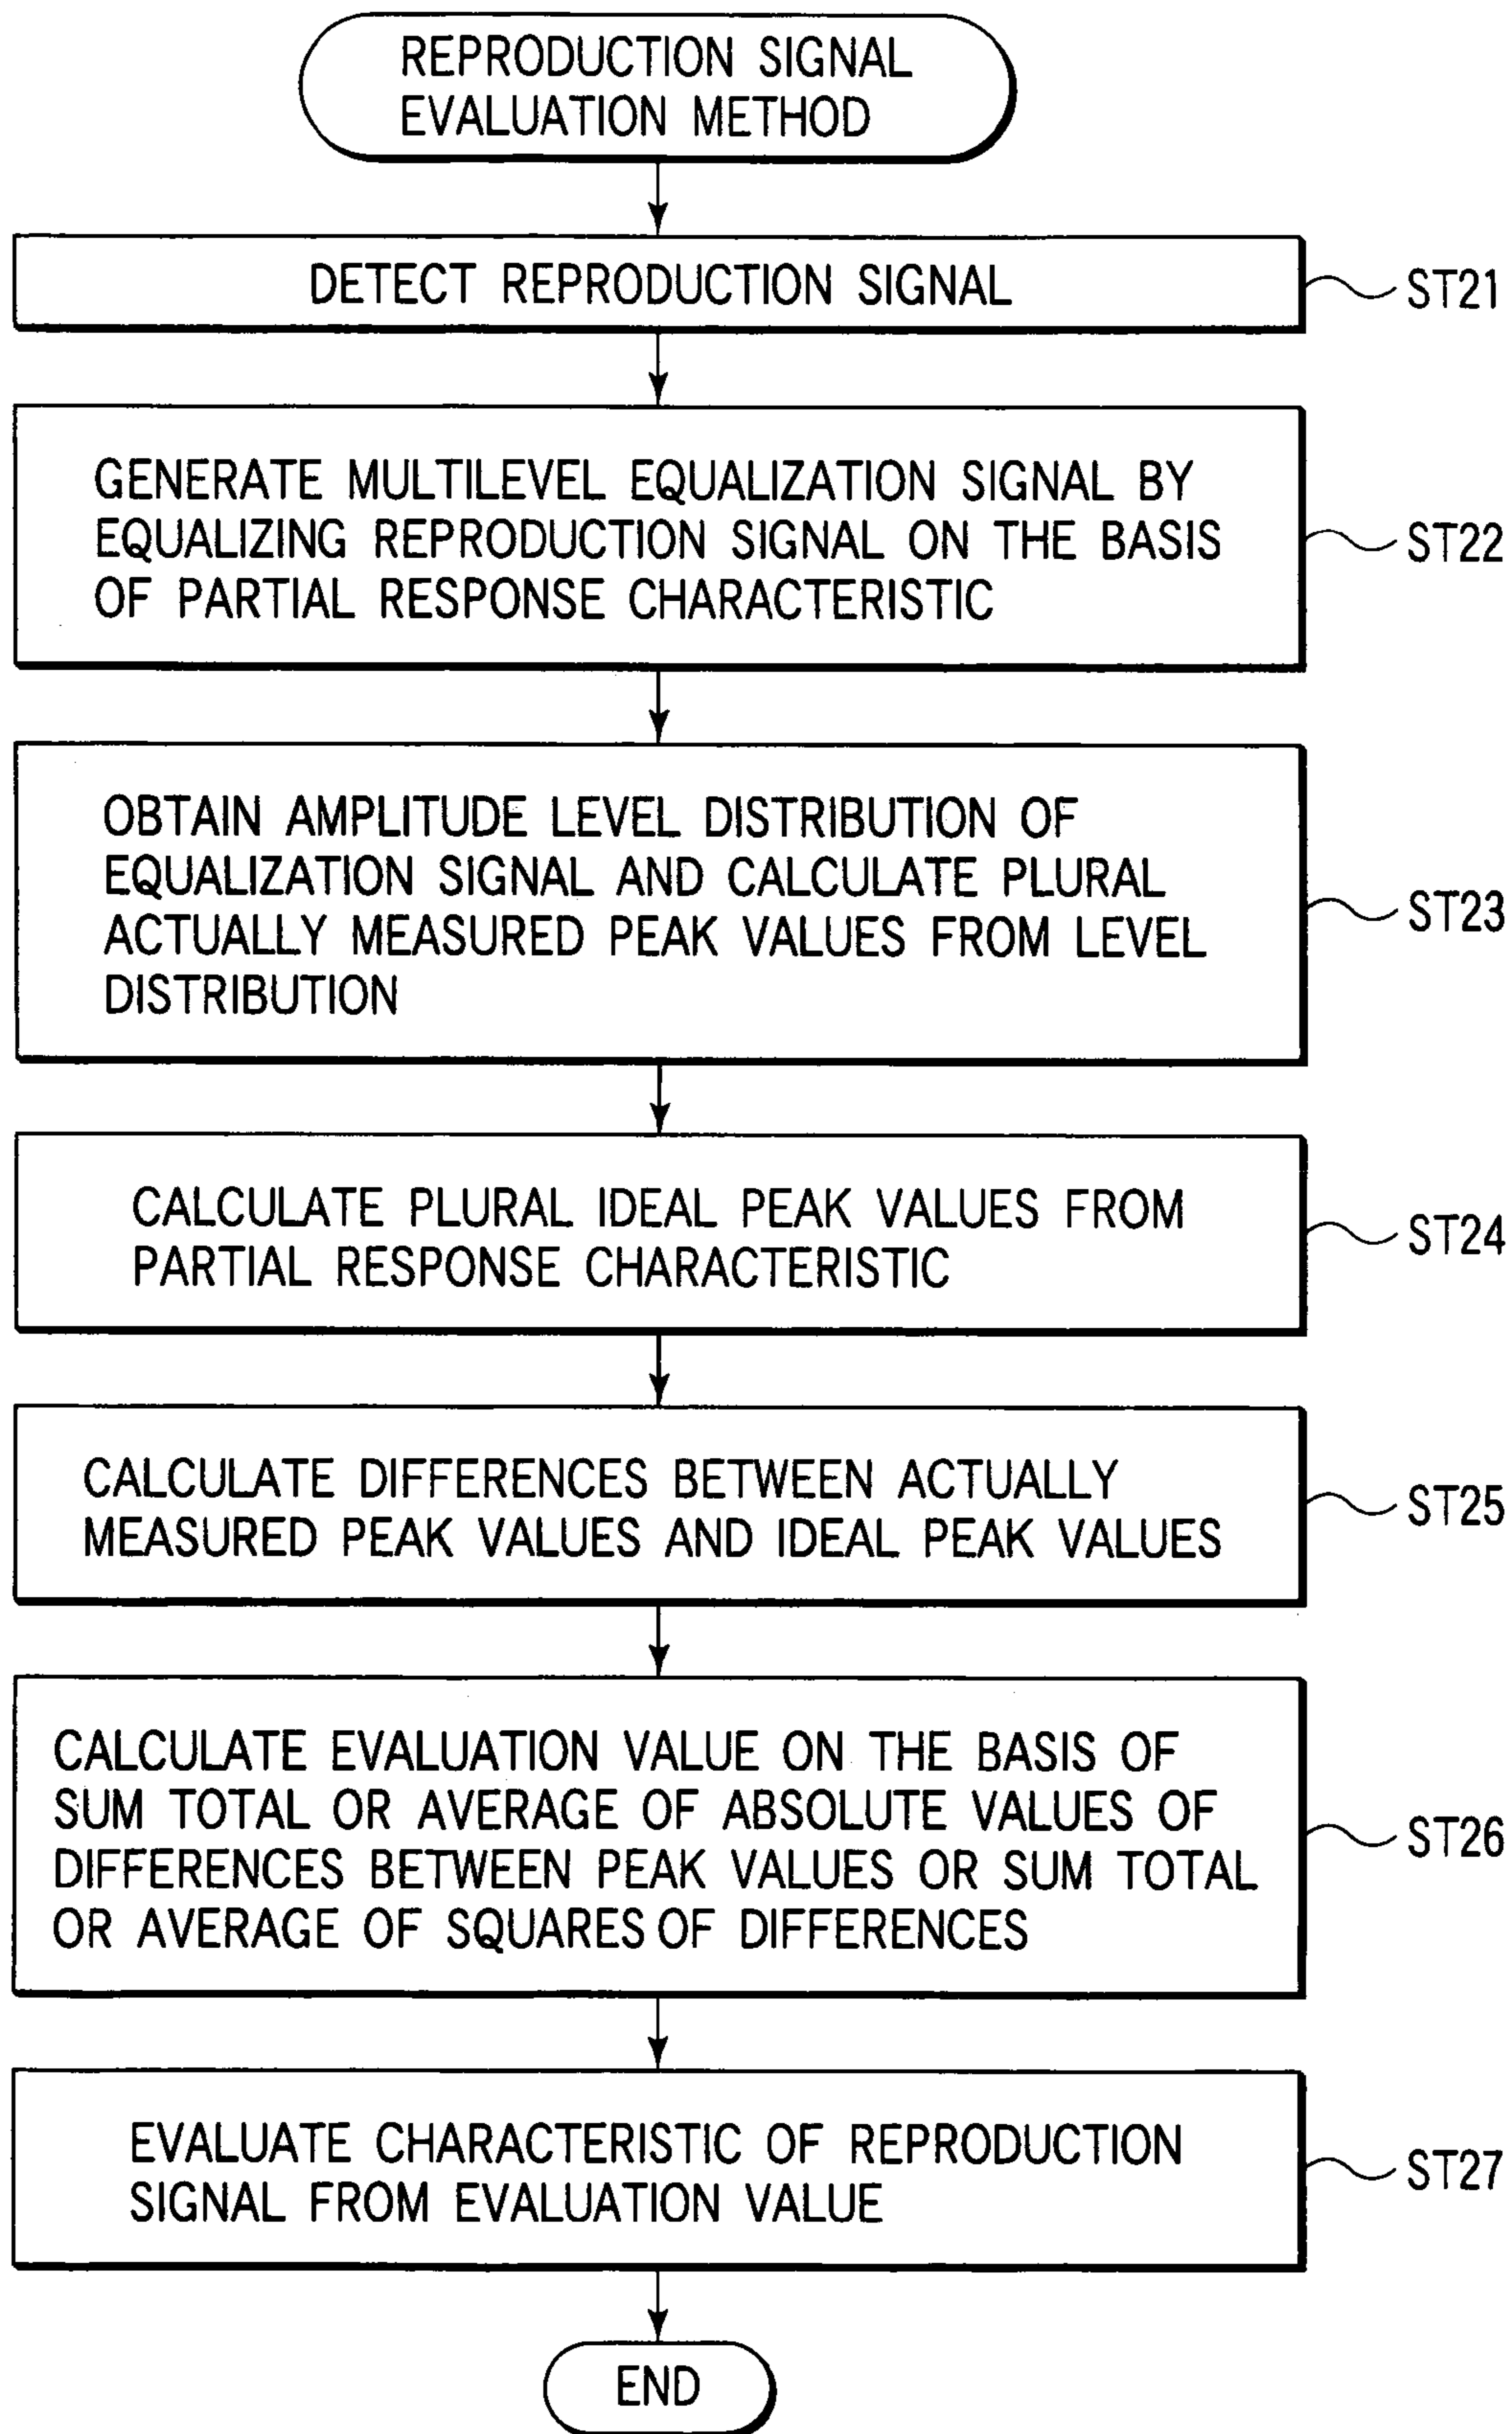 REPRODUCTION SIGNAL
EVALUATION METHOD
DETECT REPRODUCTION SIGNAL
ST21
GENERATE MULTILEVEL EQUALIZATION SIGNAL BY
EQUALIZING REPRODUCTION SIGNAL ON THE BASIS
OF PARTIAL RESPONSE CHARACTERISTIC
ST22
OBTAIN AMPLITUDE LEVEL DISTRIBUTION OF
EQUALIZATION SIGNAL AND CALCULATE PLURAL
ACTUALLY MEASURED PEAK VALUES FROM LEVEL
DISTRIBUTION
ST23
CALCULATE PLURAL IDEAL PEAK VALUES FROM
PARTIAL RESPONSE CHARACTERISTIC
ST24
CALCULATE DIFFERENCES BETWEEN ACTUALLY
MEASURED PEAK VALUES AND IDEAL PEAK VALUES
ST25
CALCULATE EVALUATION VALUE ON THE BASIS OF
SUM TOTAL OR AVERAGE OF ABSOLUTE VALUES OF
DIFFERENCES BETWEEN PEAK VALUES OR SUM TOTAL
OR AVERAGE OF SQUARES OF DIFFERENCES
ST26
EVALUATE CHARACTERISTIC OF REPRODUCTION
SIGNAL FROM EVALUATION VALUE
ST27
END